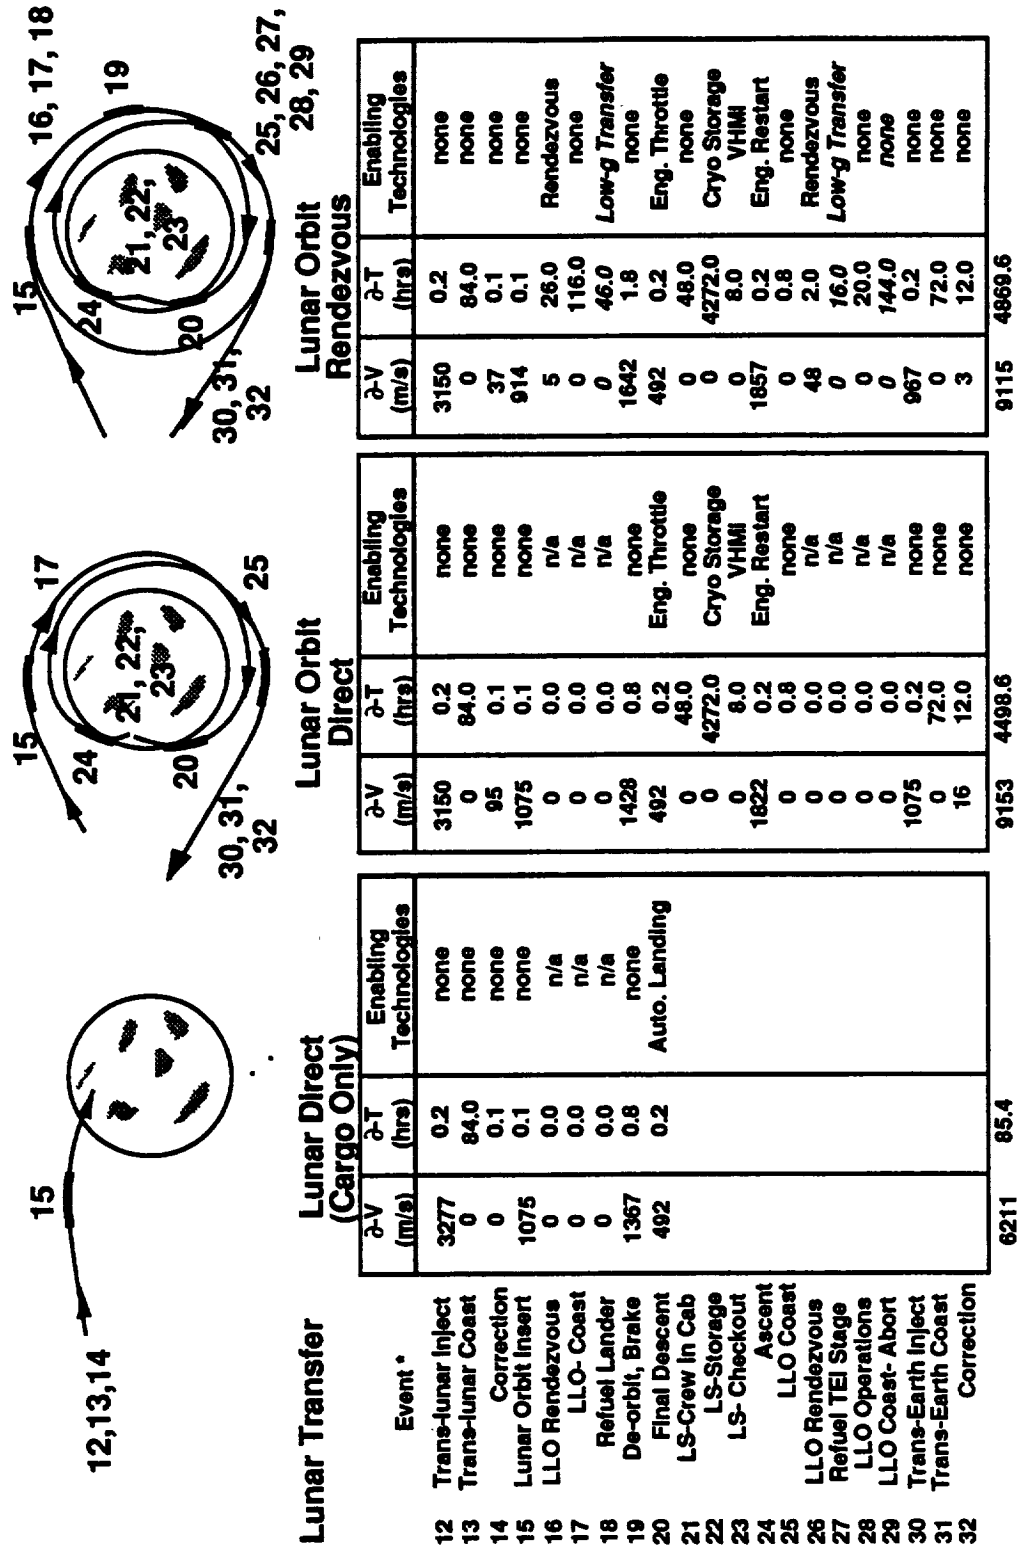 12,13,14
15
15
17
24
21, 22,
23
20
25
30, 31,
32
15
16, 17, 18
19
24
21, 22,
23
20
25, 26, 27,
28, 29
30, 31,
32
Lunar Transfer
Lunar Direct
(Cargo Only)
Lunar Orbit
Direct
Lunar Orbit
Rendezvous
Event * ∂-V (m/s) ∂-T (hrs) Enabling Technologies ∂-V (m/s) ∂-T (hrs) Enabling Technologies ∂-V (m/s) ∂-T (hrs) Enabling Technologies
12 Trans-lunar Inject 3277 0.2 none 3150 0.2 none 3150 0.2 none
13 Trans-lunar Coast 0 84.0 none 0 84.0 none 0 84.0 none
14 Correction 0 0.1 none 95 0.1 none 37 0.1 none
15 Lunar Orbit Insert 1075 0.1 none 1075 0.1 none 914 0.1 none
16 LLO Rendezvous 0 0.0 n/a 0 0.0 n/a 5 26.0 Rendezvous
17 LLO- Coast 0 0.0 n/a 0 0.0 n/a 0 116.0 none
18 Refuel Lander 0 0.0 n/a 0 0.0 n/a 0 46.0 Low-g Transfer
19 De-orbit, Brake 1367 0.8 none 1428 0.8 none 1642 1.8 none
20 Final Descent 492 0.2 Auto. Landing 492 0.2 Eng. Throttle 492 0.2 Eng. Throttle
21 LS-Crew In Cab 0 48.0 none 0 48.0 none
22 LS-Storage 0 4272.0 Cryo Storage 0 4272.0 Cryo Storage
23 LS- Checkout 0 8.0 VHMI 0 8.0 VHMI
24 Ascent 1822 0.2 Eng. Restart 1857 0.2 Eng. Restart
25 LLO Coast 0 0.8 none 0 0.8 none
26 LLO Rendezvous 0 0.0 n/a 48 2.0 Rendezvous
27 Refuel TEI Stage 0 0.0 n/a 0 16.0 Low-g Transfer
28 LLO Operations 0 0.0 n/a 0 20.0 none
29 LLO Coast- Abort 0 0.0 n/a 0 144.0 none
30 Trans-Earth Inject 1075 0.2 none 967 0.2 none
31 Trans-Earth Coast 0 72.0 none 0 72.0 none
32 Correction 16 12.0 none 3 12.0 none
6211 85.4 9153 4498.6 9115 4869.6